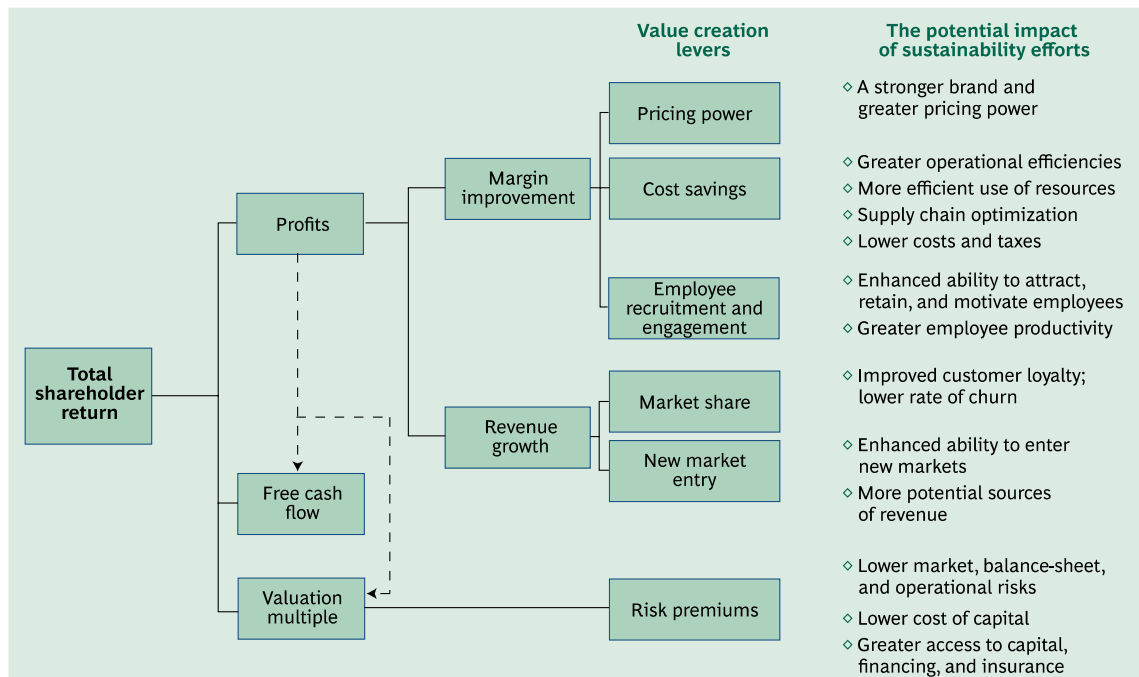 Value creation
levers
The potential impact
of sustainability efforts
Total
shareholder
return
Profits
Free cash
flow
Valuation
multiple
Margin
improvement
Revenue
growth
Pricing power
◇ A stronger brand and
greater pricing power
Cost savings
◇ Greater operational efficiencies
◇ More efficient use of resources
◇ Supply chain optimization
◇ Lower costs and taxes
Employee
recruitment and
engagement
◇ Enhanced ability to attract,
retain, and motivate employees
◇ Greater employee productivity
Market share
◇ Improved customer loyalty;
lower rate of churn
New market
entry
◇ Enhanced ability to enter
new markets
◇ More potential sources
of revenue
Risk premiums
◇ Lower market, balance-sheet,
and operational risks
◇ Lower cost of capital
◇ Greater access to capital,
financing, and insurance